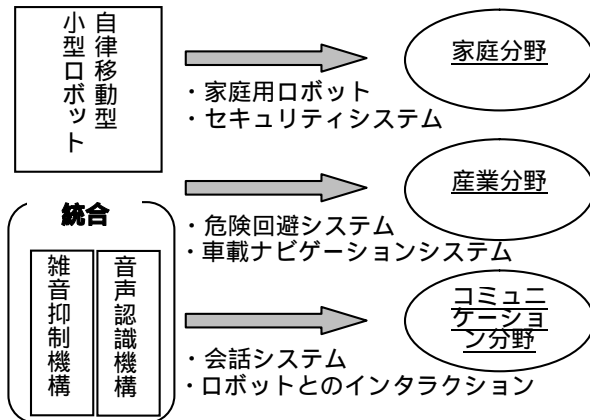 自律移動型
小型ロボット
家庭分野
・家庭用ロボット
・セキュリティシステム
産業分野
・危険回避システム
・車載ナビゲーションシステム
統合
雑音抑制機構
音声認識機構
コミュニ
ケーショ
ン分野
・会話システム
・ロボットとのインタラクション